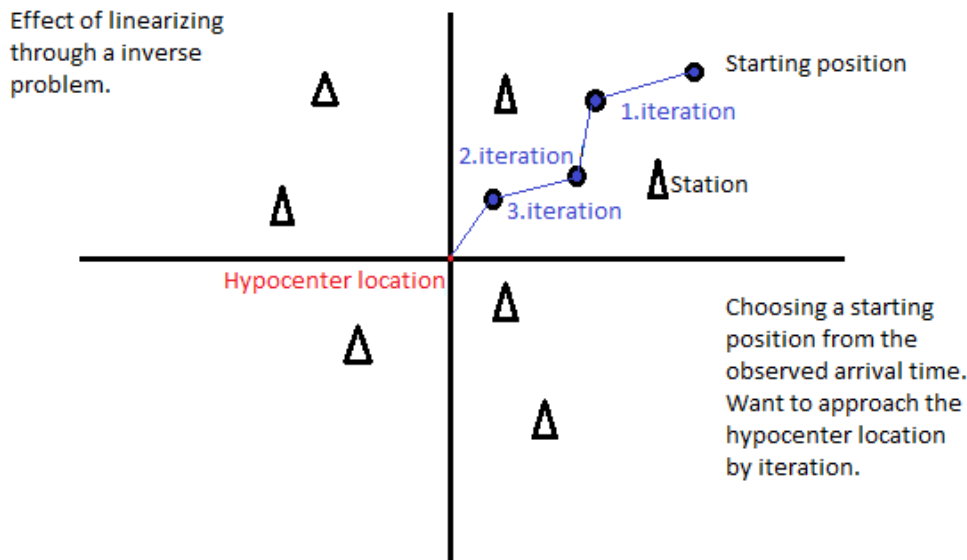 Effect of linearizing
through a inverse
problem.
Starting position
1.iteration
2.iteration
Station
3.iteration
Hypocenter location
Choosing a starting
position from the
observed arrival time.
Want to approach the
hypocenter location
by iteration.